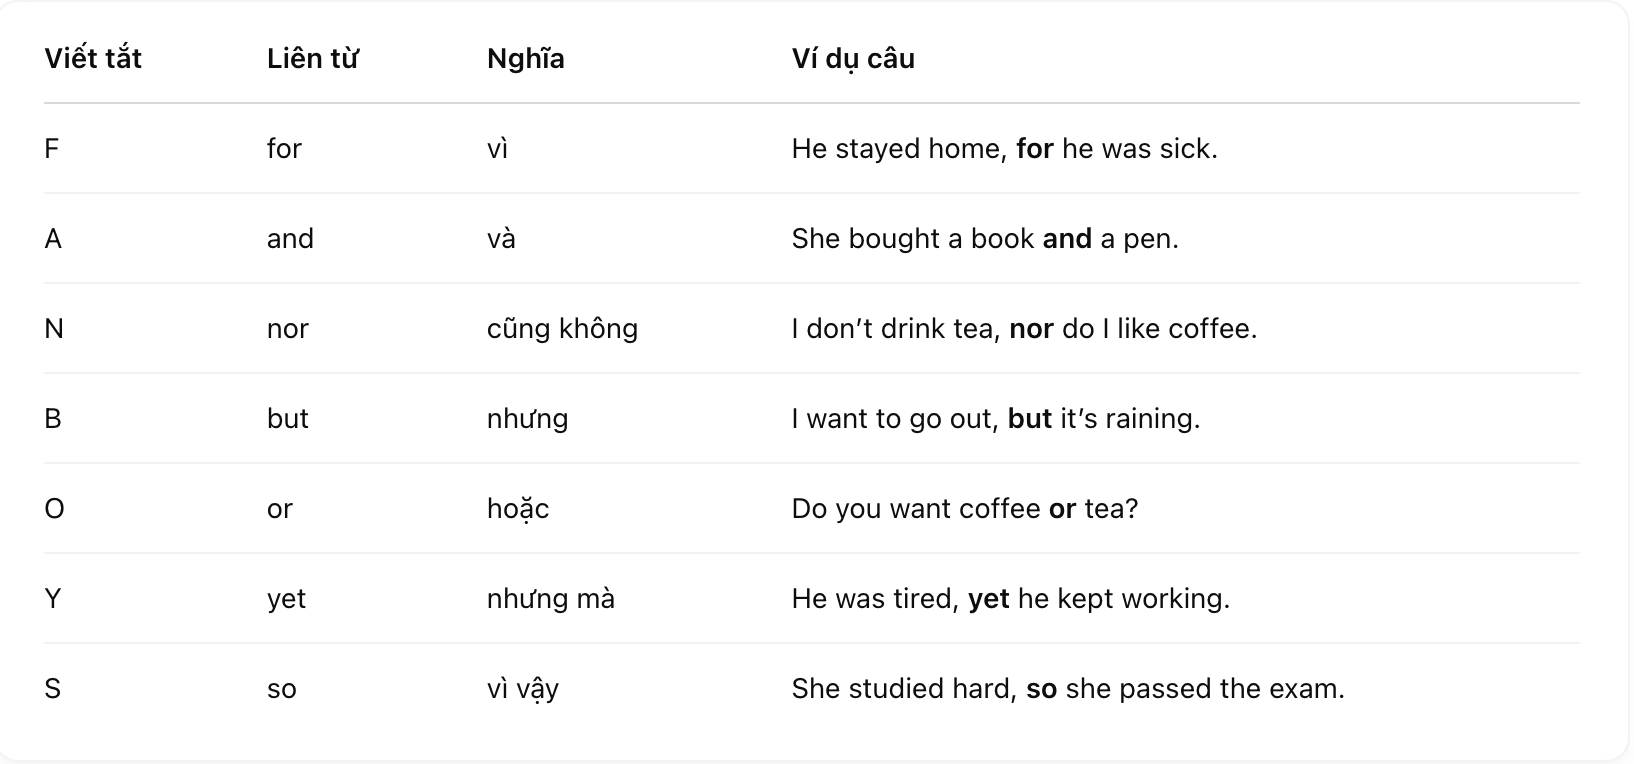 Viết tắt Liên từ Nghĩa Ví dụ câu
F for vì He stayed home, for he was sick.
A and và She bought a book and a pen.
N nor cũng không I don’t drink tea, nor do I like coffee.
B but nhưng I want to go out, but it’s raining.
O or hoặc Do you want coffee or tea?
Y yet nhưng mà He was tired, yet he kept working.
S so vì vậy She studied hard, so she passed the exam.